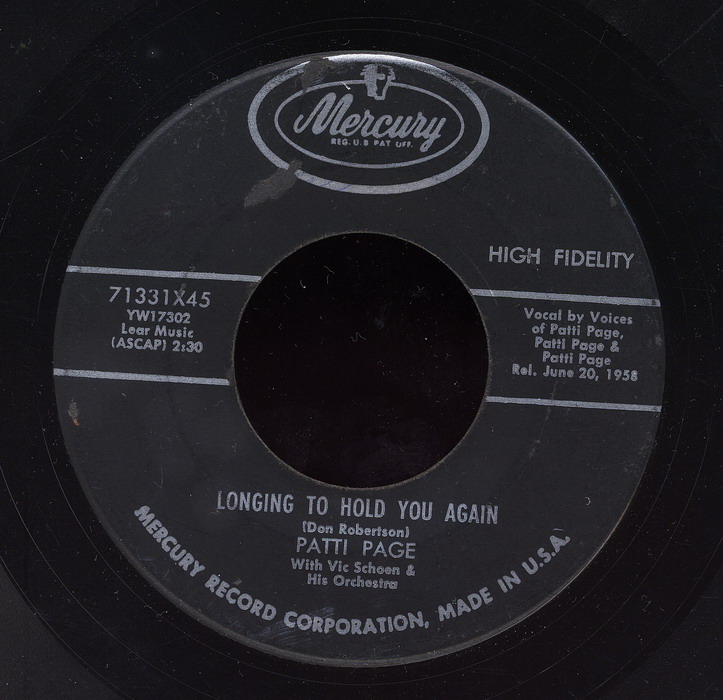 Mercury
REG. U.S PAT OFF.
HIGH FIDELITY
71331X45
YW17302
Lear Music
(ASCAP) 2:30
Vocal by Voices
of Patti Page,
Patti Page &
Patti Page
Rel. June 20, 1958
LONGING TO HOLD YOU AGAIN
(Don Robertson)
PATTI PAGE
With Vic Schoen &
His Orchestra
MERCURY RECORD CORPORATION, MADE IN U.S.A.